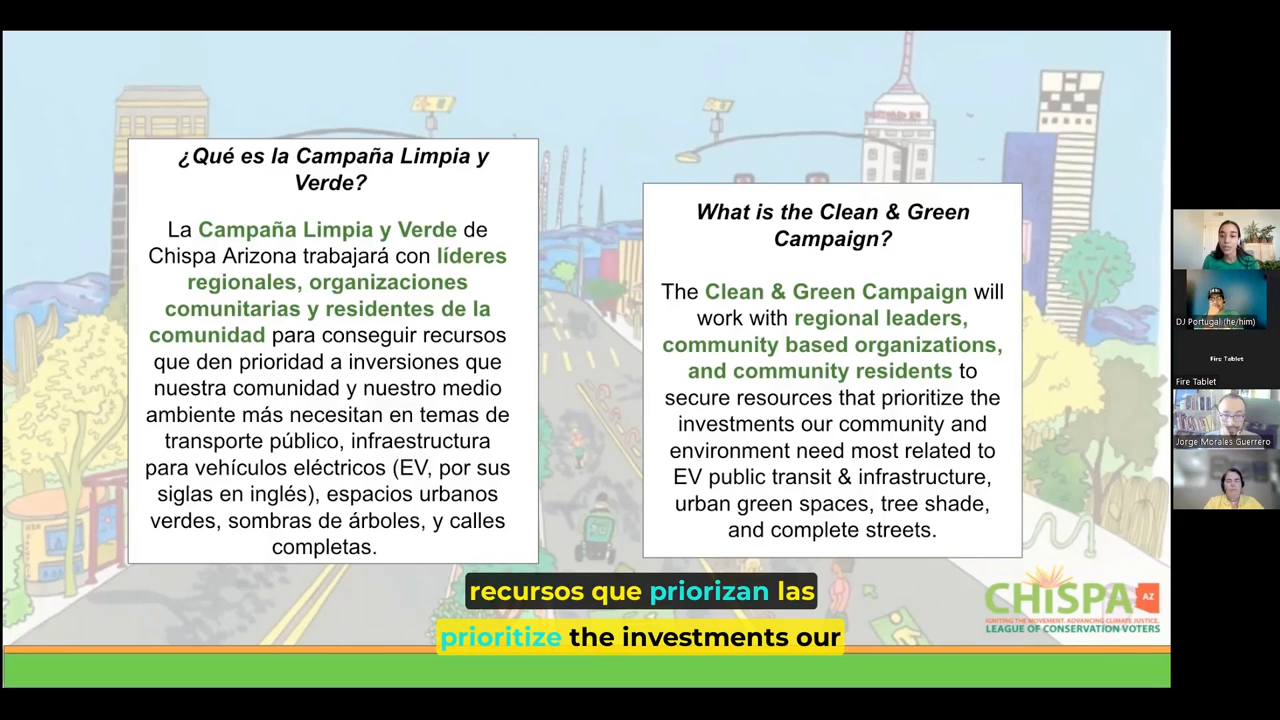 ¿Qué es la Campaña Limpia y
Verde?
La Campaña Limpia y Verde de
Chispa Arizona trabajará con líderes
regionales, organizaciones
comunitarias y residentes de la
comunidad para conseguir recursos
que den prioridad a inversiones que
nuestra comunidad y nuestro medio
ambiente más necesitan en temas de
transporte público, infraestructura
para vehículos eléctricos (EV, por sus
siglas en inglés), espacios urbanos
verdes, sombras de árboles, y calles
completas.
What is the Clean & Green
Campaign?
The Clean & Green Campaign will
work with regional leaders,
community based organizations,
and community residents to
secure resources that prioritize the
investments our community and
environment need most related to
EV public transit & infrastructure,
urban green spaces, tree shade,
and complete streets.
recursos que priorizan las
prioritize the investments our
CHISPA AZ
IGNITING THE MOVEMENT. ADVANCING CLIMATE JUSTICE.
LEAGUE OF CONSERVATION VOTERS
DJ Portugal (he/him)
Fire Tablet
Fire Tablet
Jorge Morales Guerrero